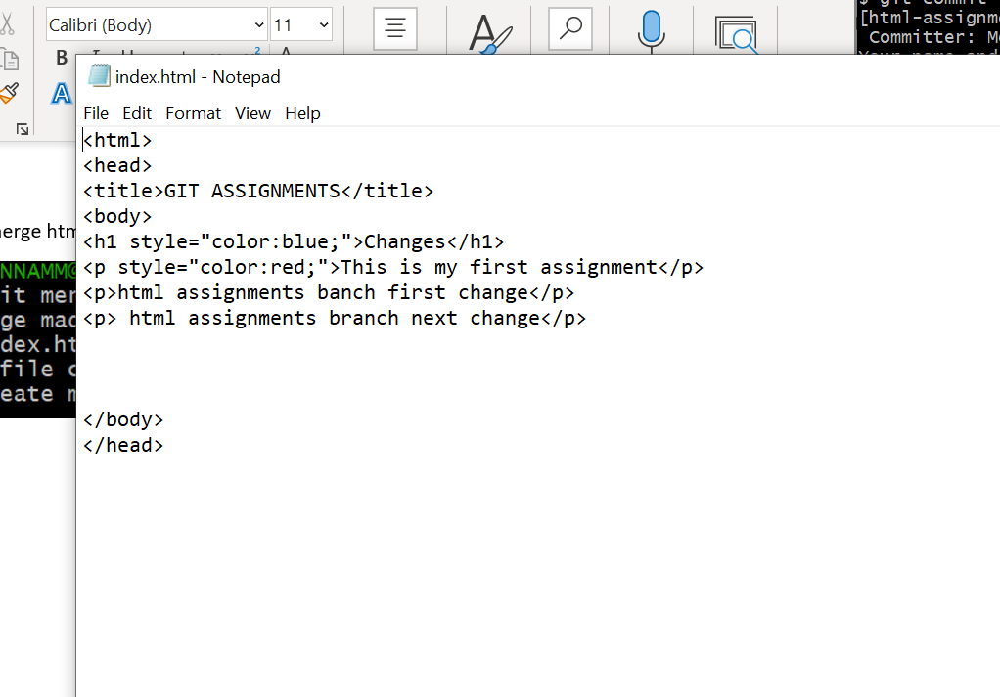 Calibri (Body) 11
$ git commit
[html-assignm
Committer: M
B
A
index.html - Notepad
File Edit Format View Help
<html>
<head>
<title>GIT ASSIGNMENTS</title>
<body>
<h1 style="color:blue;">Changes</h1>
<p style="color:red;">This is my first assignment</p>
<p>html assignments banch first change</p>
<p> html assignments branch next change</p>
</body>
</head>
erge htm
NNAMM@
it mer
ge mad
dex.ht
file c
eate m